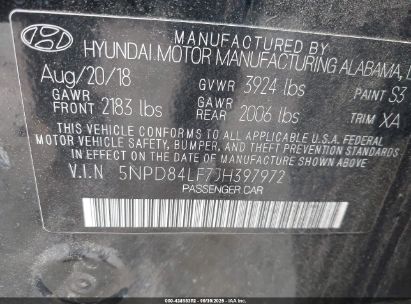 MANUFACTURED BY
HYUNDAI MOTOR MANUFACTURING ALABAMA,
Aug/20/18 GVWR 3924 lbs PAINT S3
GAWR FRONT 2183 lbs GAWR REAR 2006 lbs TRIM XA
THIS VEHICLE CONFORMS TO ALL APPLICABLE U.S.A. FEDERAL
MOTOR VEHICLE SAFETY, BUMPER, AND THEFT PREVENTION STANDARDS
IN EFFECT ON THE DATE OF MANUFACTURE SHOWN ABOVE.
V.I.N 5NPD84LF7JH397972
PASSENGER CAR